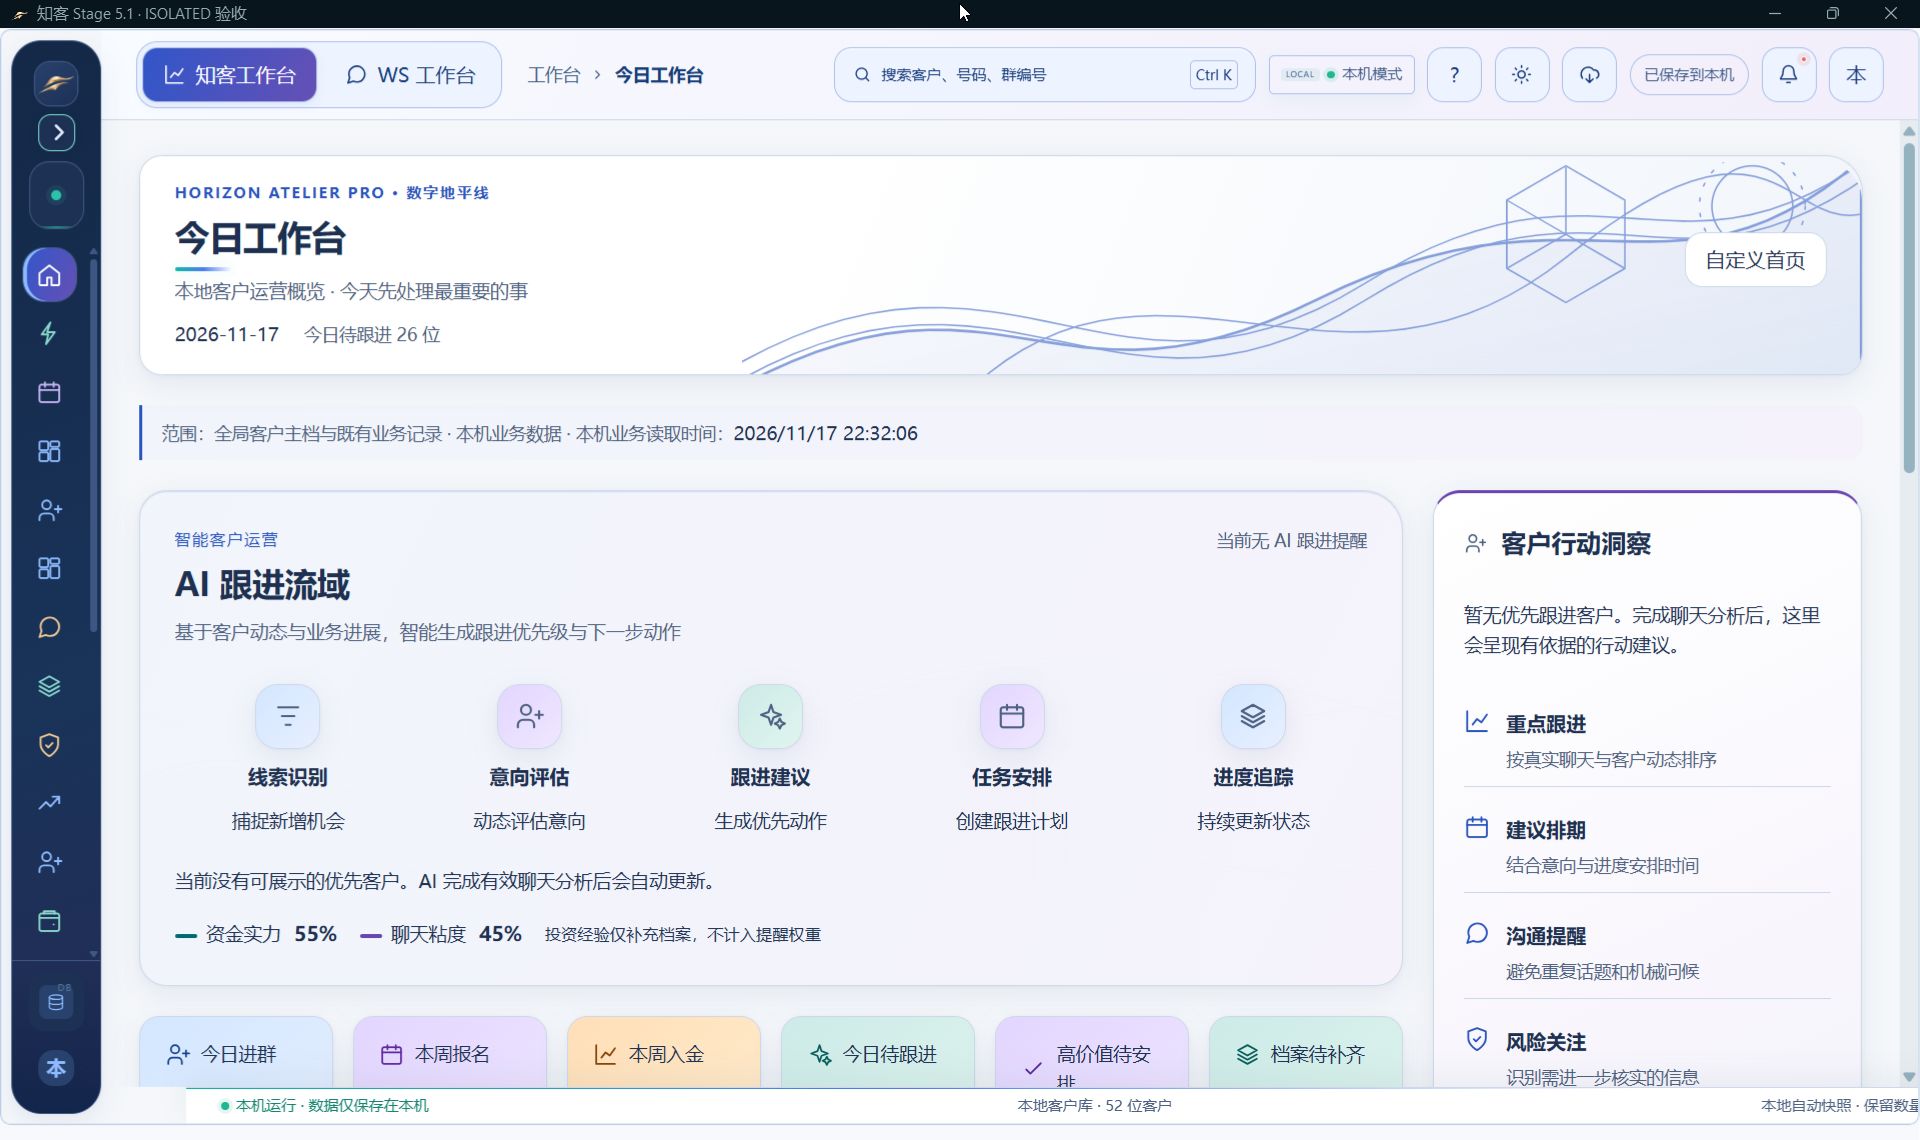 知客 Stage 5.1 · ISOLATED 验收
知客工作台
WS 工作台
工作台 › 今日工作台
搜索客户、号码、群编号
Ctrl K
LOCAL 本机模式
?
已保存到本机
本
HORIZON ATELIER PRO • 数字地平线
今日工作台
本地客户运营概览 · 今天先处理最重要的事
2026-11-17 今日待跟进 26 位
自定义首页
范围：全局客户主档与既有业务记录 · 本机业务数据 · 本机业务读取时间：2026/11/17 22:32:06
智能客户运营
当前无 AI 跟进提醒
AI 跟进流域
基于客户动态与业务进展，智能生成跟进优先级与下一步动作
线索识别
捕捉新增机会
意向评估
动态评估意向
跟进建议
生成优先动作
任务安排
创建跟进计划
进度追踪
持续更新状态
当前没有可展示的优先客户。AI 完成有效聊天分析后会自动更新。
资金实力 55% 聊天粘度 45% 投资经验仅补充档案，不计入提醒权重
客户行动洞察
暂无优先跟进客户。完成聊天分析后，这里
会呈现有依据的行动建议。
重点跟进
按真实聊天与客户动态排序
建议排期
结合意向与进度安排时间
沟通提醒
避免重复话题和机械问候
风险关注
识别需进一步核实的信息
今日进群
本周报名
本周入金
今日待跟进
高价值待安
排
档案待补齐
DB
本
本机运行 · 数据仅保存在本机
本地客户库 · 52 位客户
本地自动快照 · 保留数量